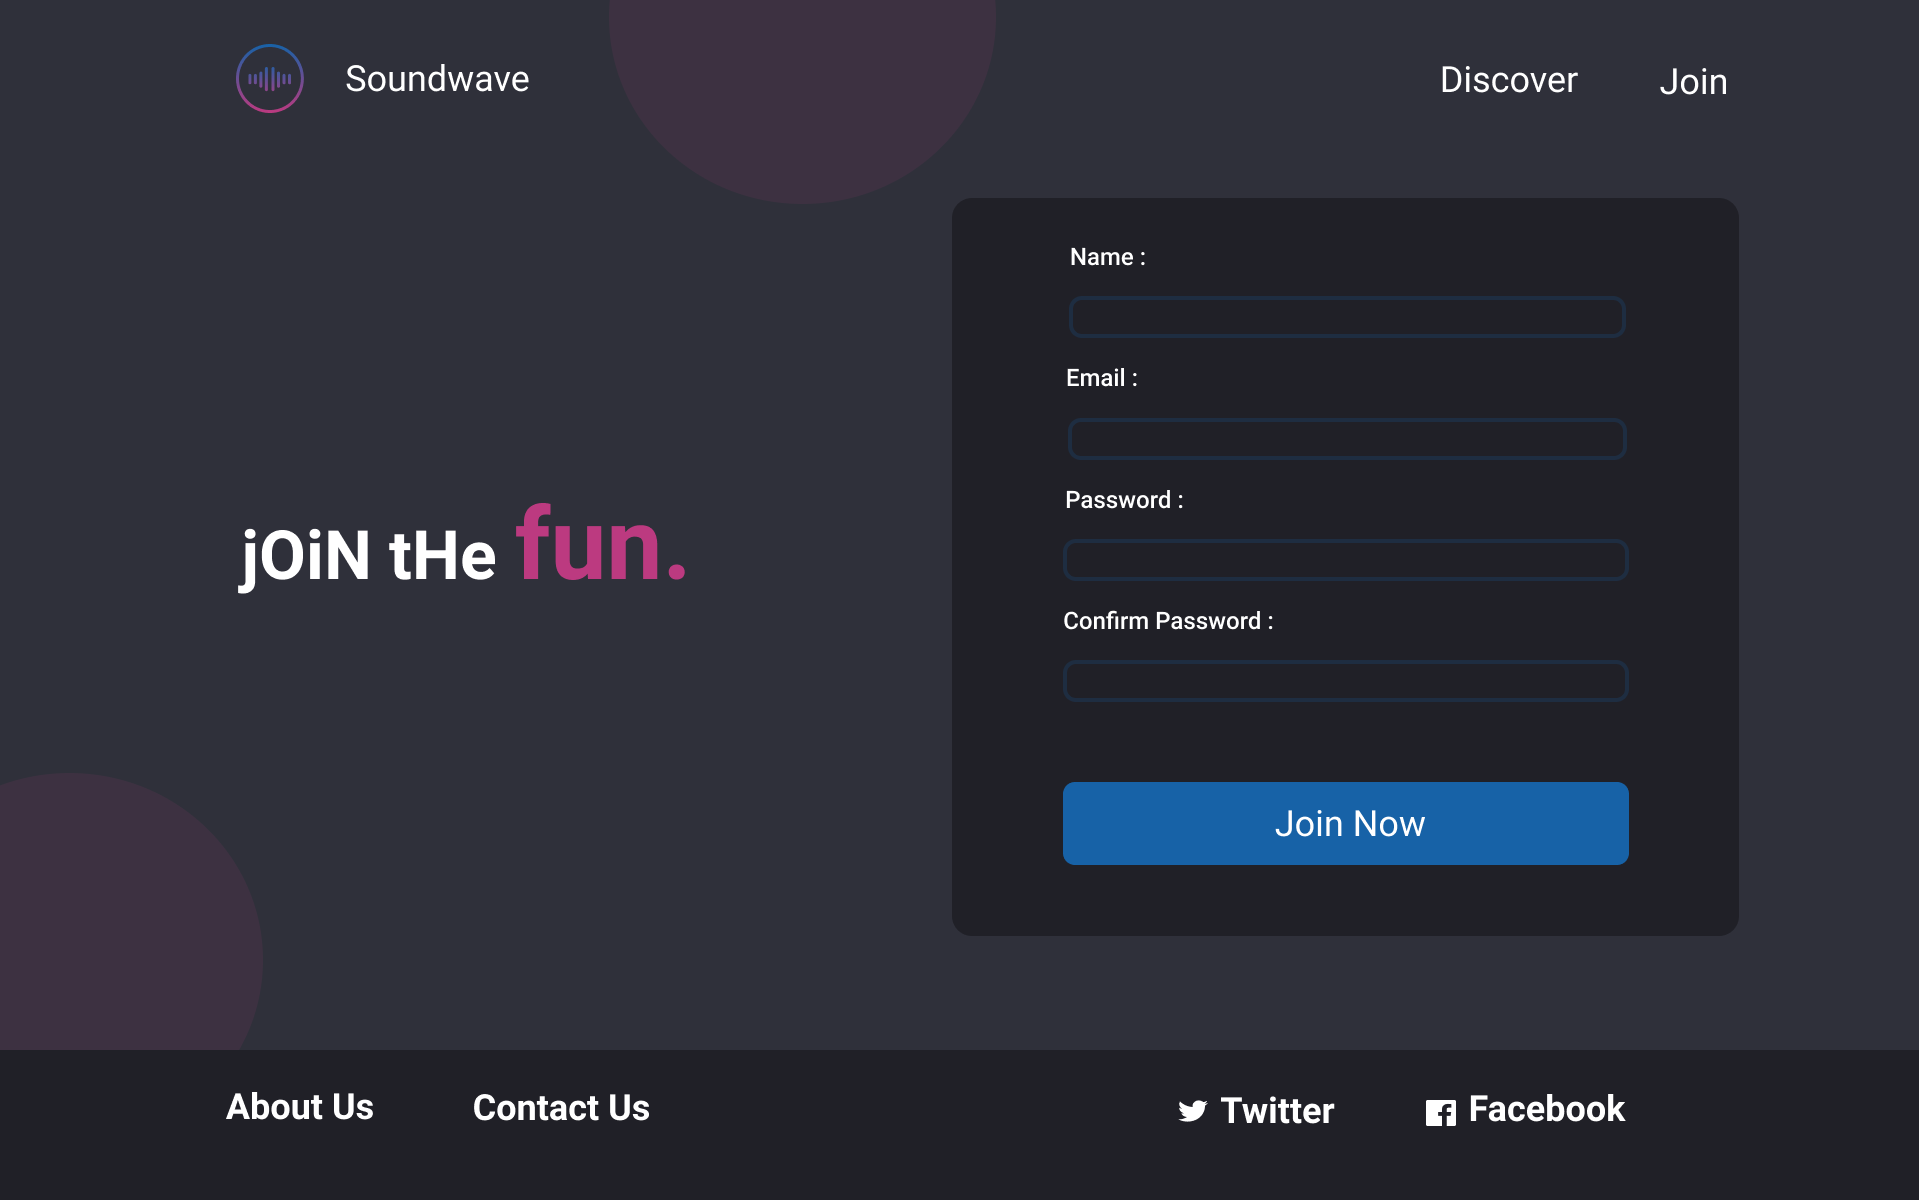 Soundwave
Discover
Join
jOiN tHe fun.
Name :
Email :
Password :
Confirm Password :
Join Now
About Us
Contact Us
Twitter
Facebook